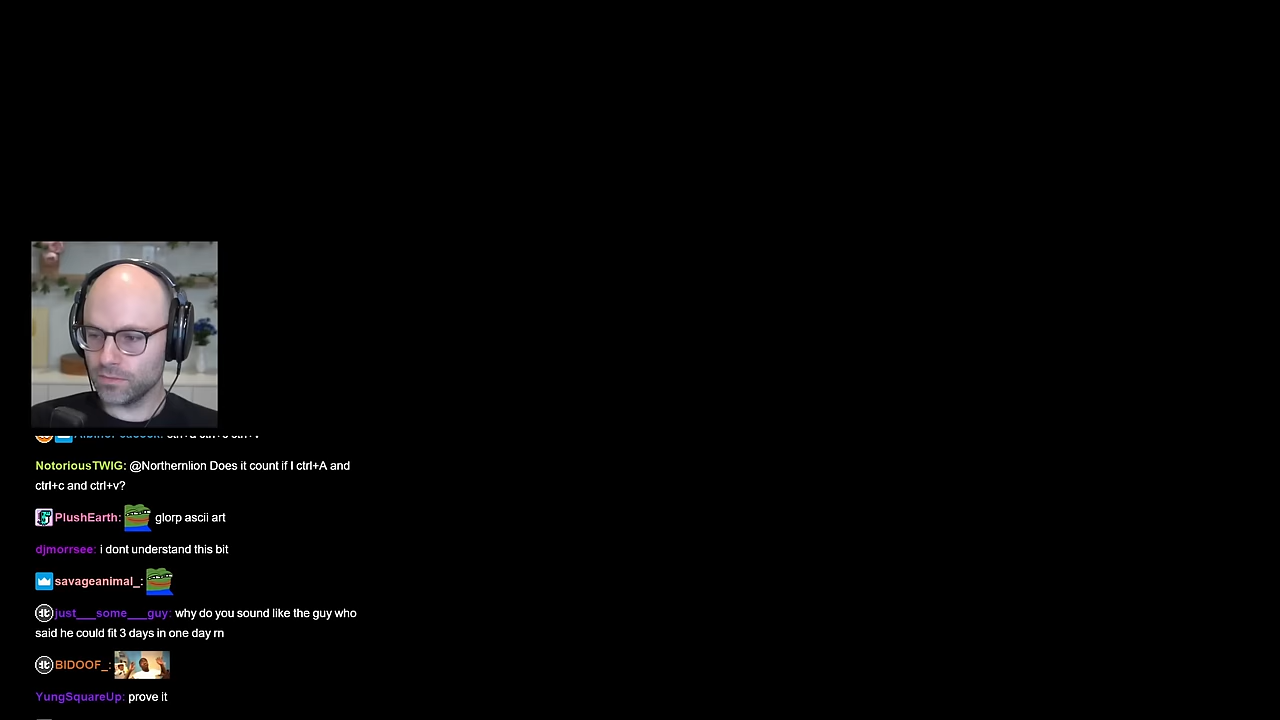 NotoriousTWIG: @Northernlion Does it count if I ctrl+A and
ctrl+c and ctrl+v?
PlushEarth: glorp ascii art
djmorrsee: i dont understand this bit
savageanimal_:
just___some___guy: why do you sound like the guy who
said he could fit 3 days in one day rn
BIDOOF_:
YungSquareUp: prove it